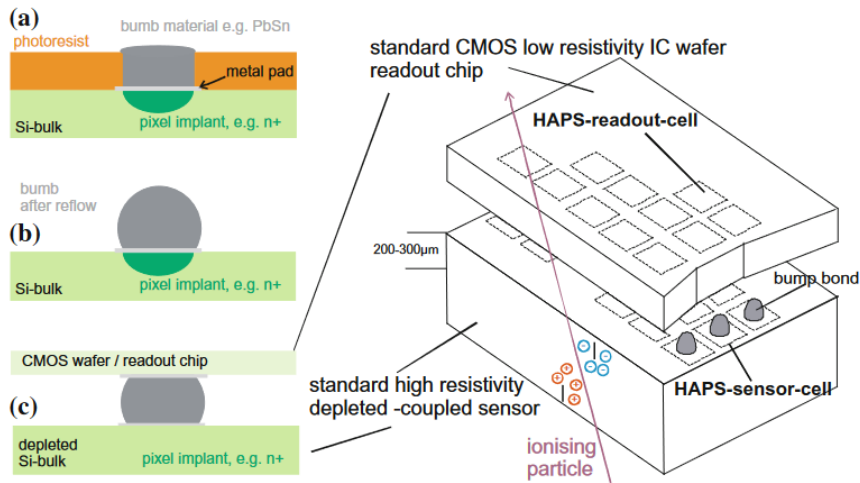 (a)
bumb material e.g. PbSn
photoresist
metal pad
Si-bulk
pixel implant, e.g. n+
bumb
after reflow
(b)
Si-bulk
pixel implant, e.g. n+
CMOS wafer / readout chip
(c)
depleted
Si-bulk
pixel implant, e.g. n+
standard CMOS low resistivity IC wafer
readout chip
HAPS-readout-cell
200-300µm
bump bond
HAPS-sensor-cell
standard high resistivity
depleted -coupled sensor
ionising
particle